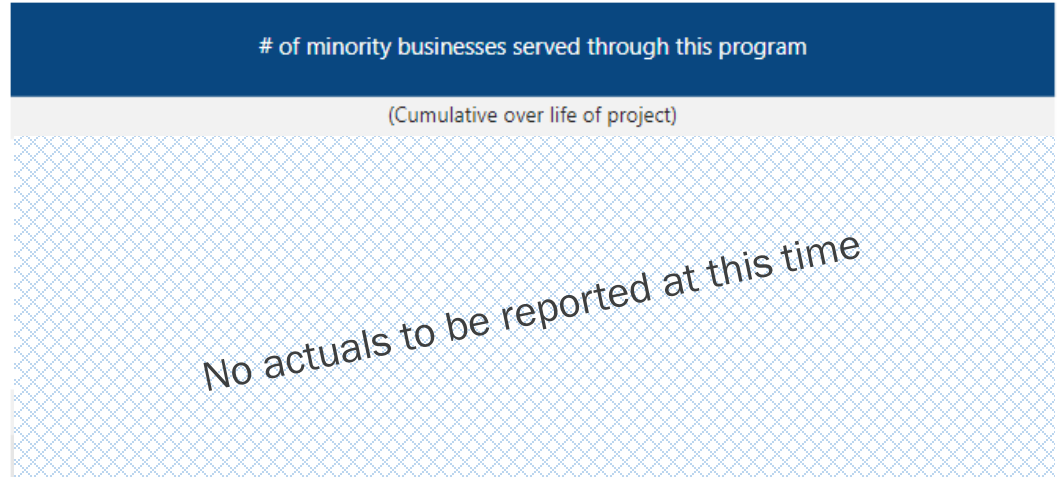 # of minority businesses served through this program
(Cumulative over life of project)
No actuals to be reported at this time